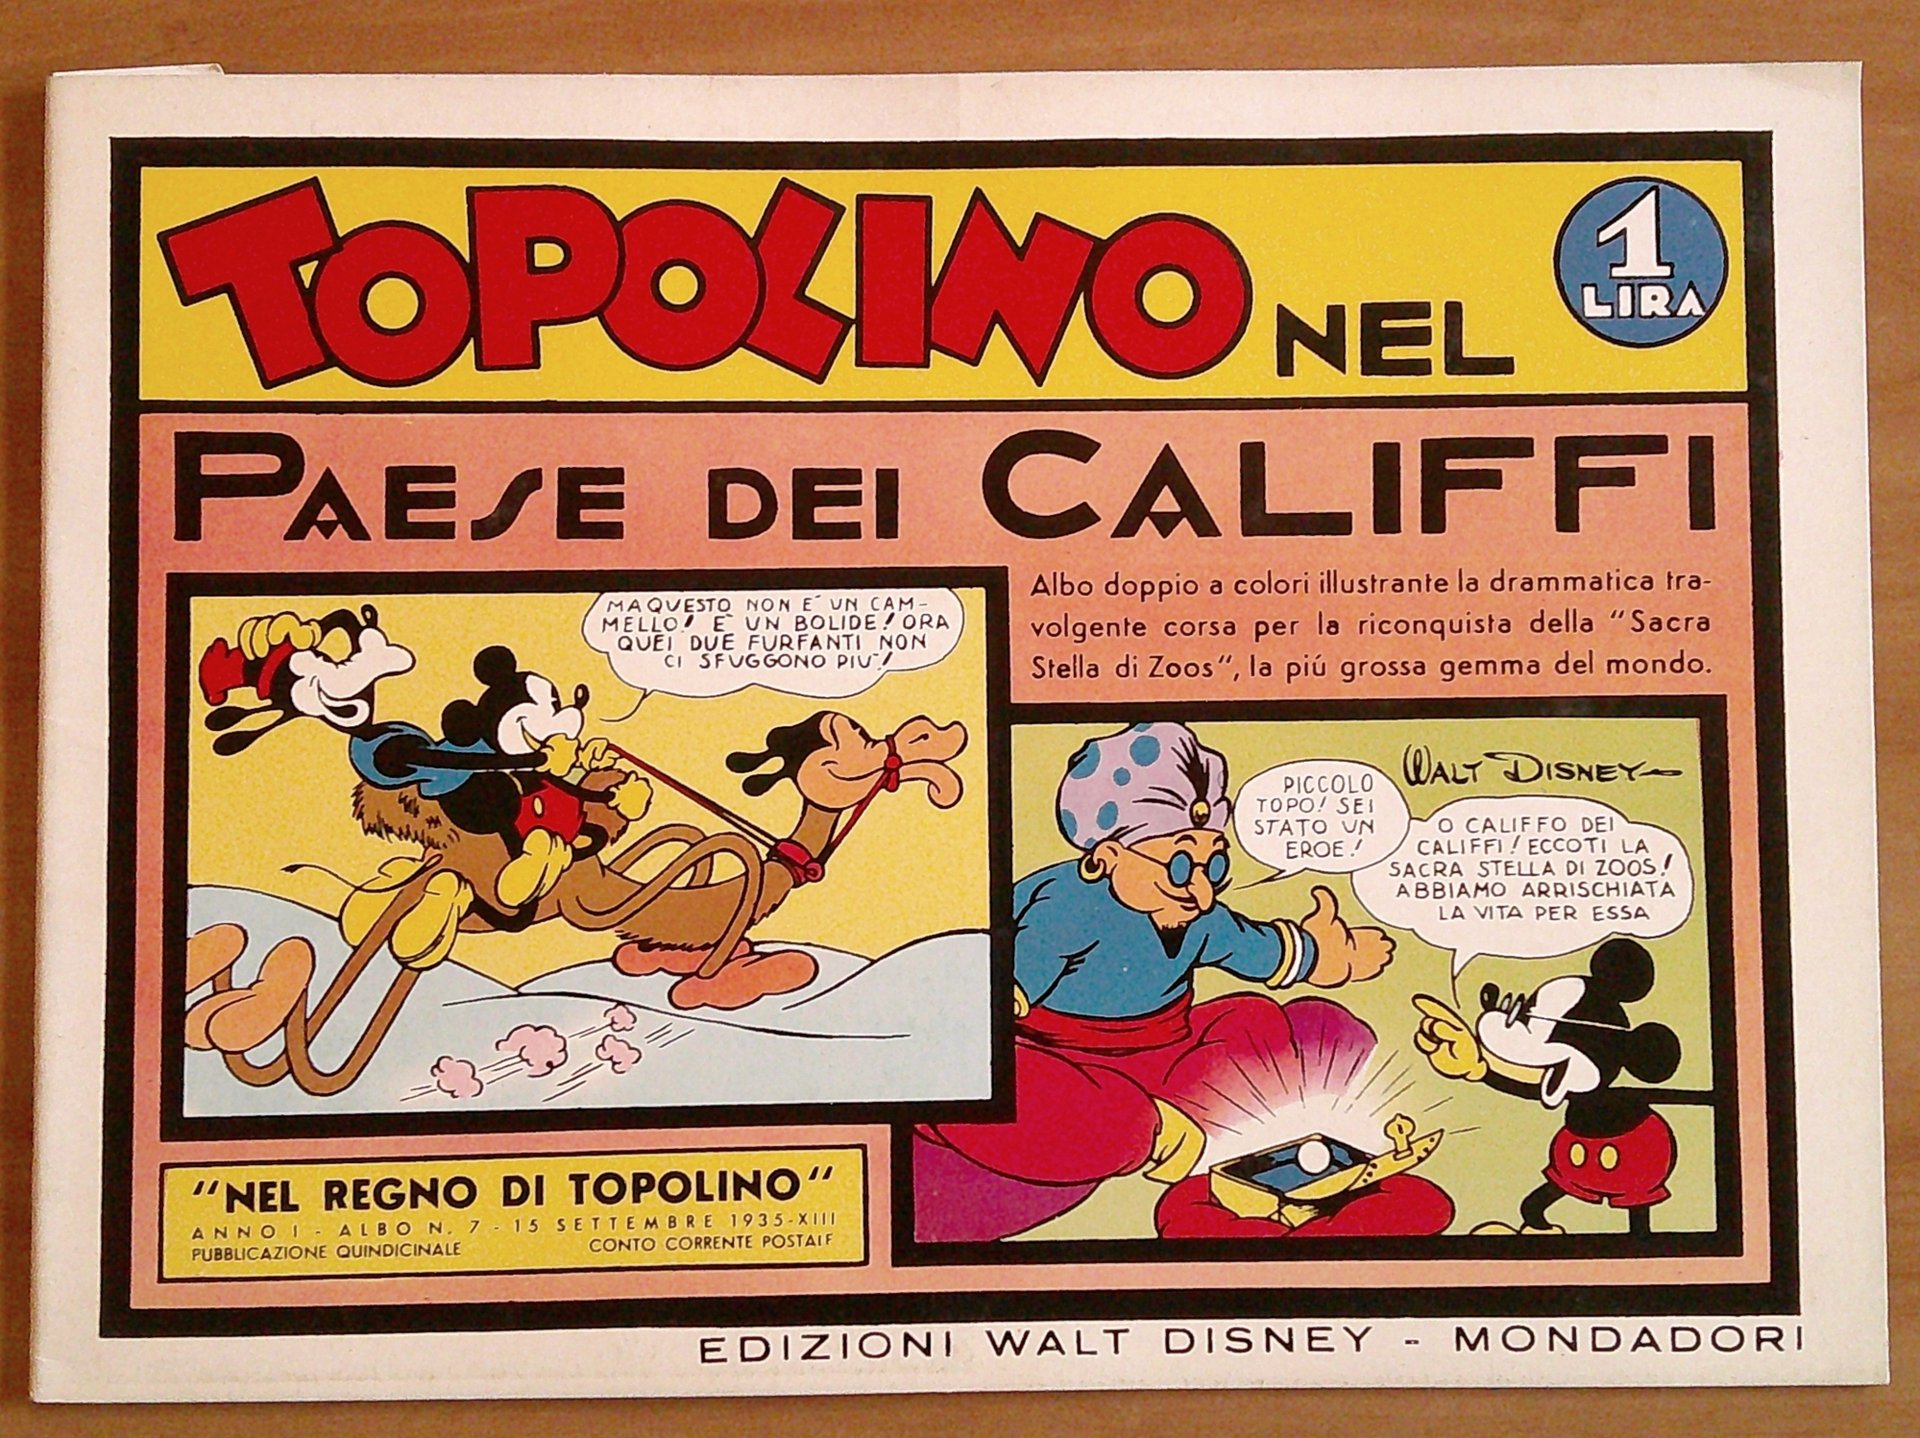 TOPOLINO NEL
1
LIRA
PAESE DEI CALIFFI
Albo doppio a colori illustrante la drammatica tra-
volgente corsa per la riconquista della "Sacra
Stella di Zoos", la piú grossa gemma del mondo.
MA QUESTO NON E' UN CAM-
MELLO! E' UN BOLIDE! ORA
QUEI DUE FURFANTI NON
CI SFUGGONO PIU'!
WALT DISNEY
PICCOLO
TOPO! SEI
STATO UN
EROE!
O CALIFFO DEI
CALIFFI! ECCOTI LA
SACRA STELLA DI ZOOS!
ABBIAMO ARRISCHIATA
LA VITA PER ESSA
"NEL REGNO DI TOPOLINO"
ANNO I - ALBO N. 7 - 15 SETTEMBRE 1935-XIII
PUBBLICAZIONE QUINDICINALE CONTO CORRENTE POSTALE
EDIZIONI WALT DISNEY - MONDADORI